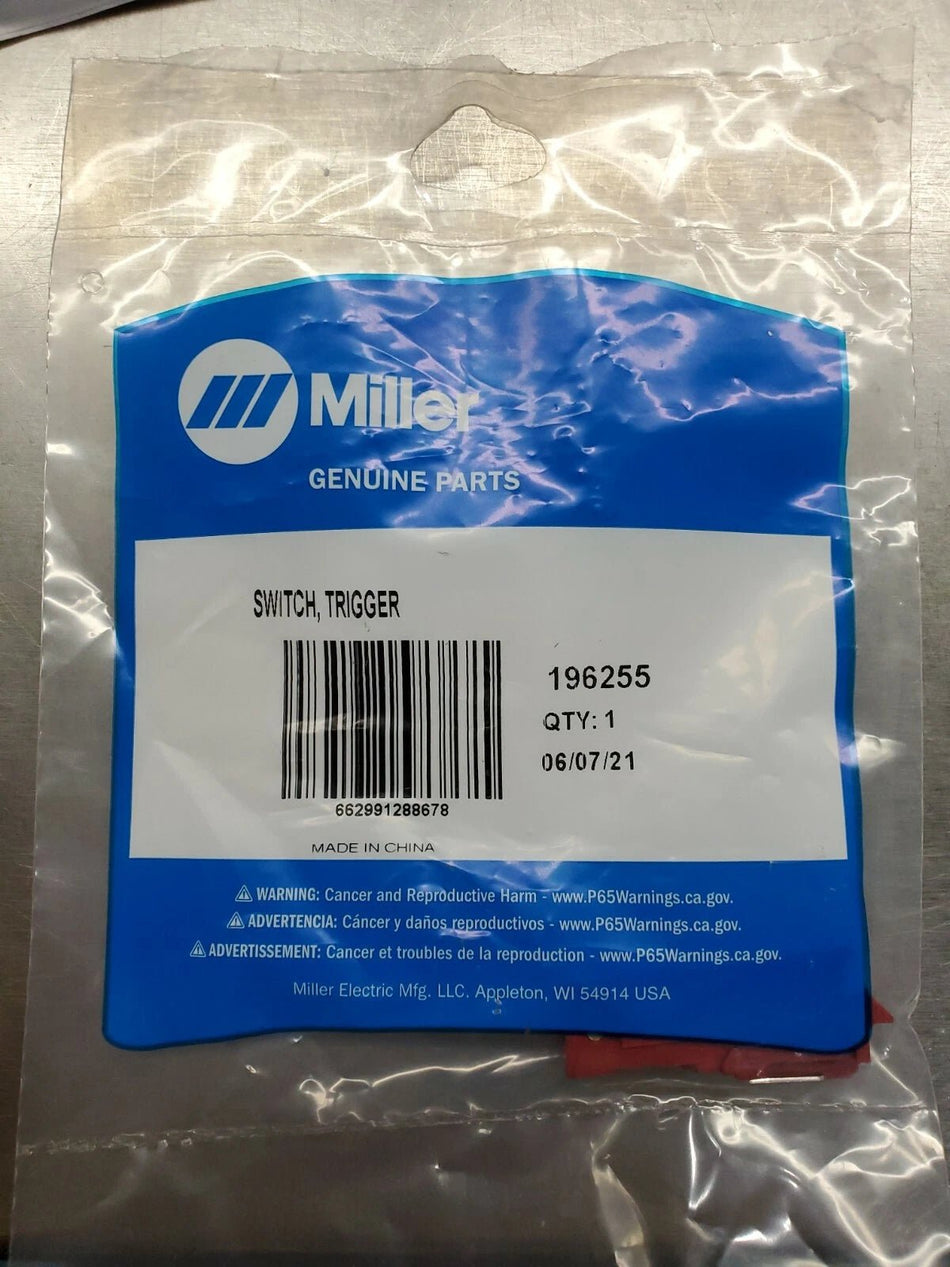 Miller
GENUINE PARTS
SWITCH, TRIGGER
196255
QTY: 1
06/07/21
662991288678
MADE IN CHINA
WARNING: Cancer and Reproductive Harm - www.P65Warnings.ca.gov.
ADVERTENCIA: Cáncer y daños reproductivos - www.P65Warnings.ca.gov.
ADVERTISSEMENT: Cancer et troubles de la reproduction - www.P65Warnings.ca.gov.
Miller Electric Mfg. LLC. Appleton, WI 54914 USA